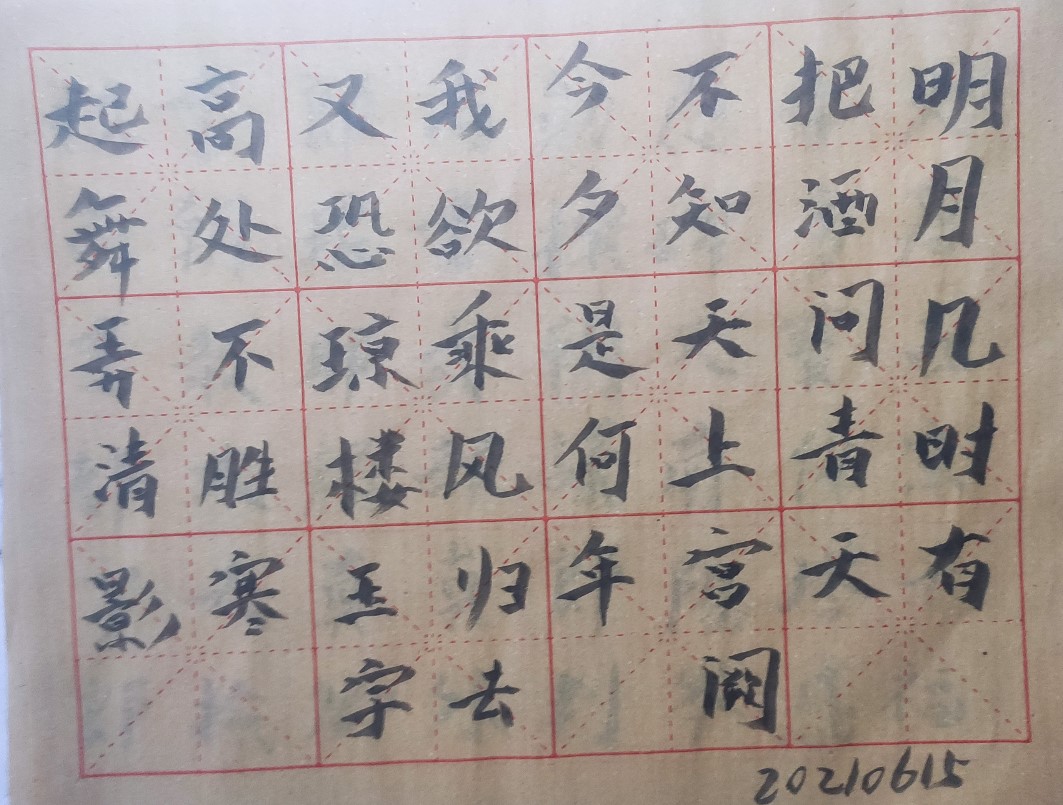 明月几时有
把酒问青天
不知天上宫阙
今夕是何年
我欲乘风归去
又恐琼楼玉字
高处不胜寒
起舞弄清影
20210615